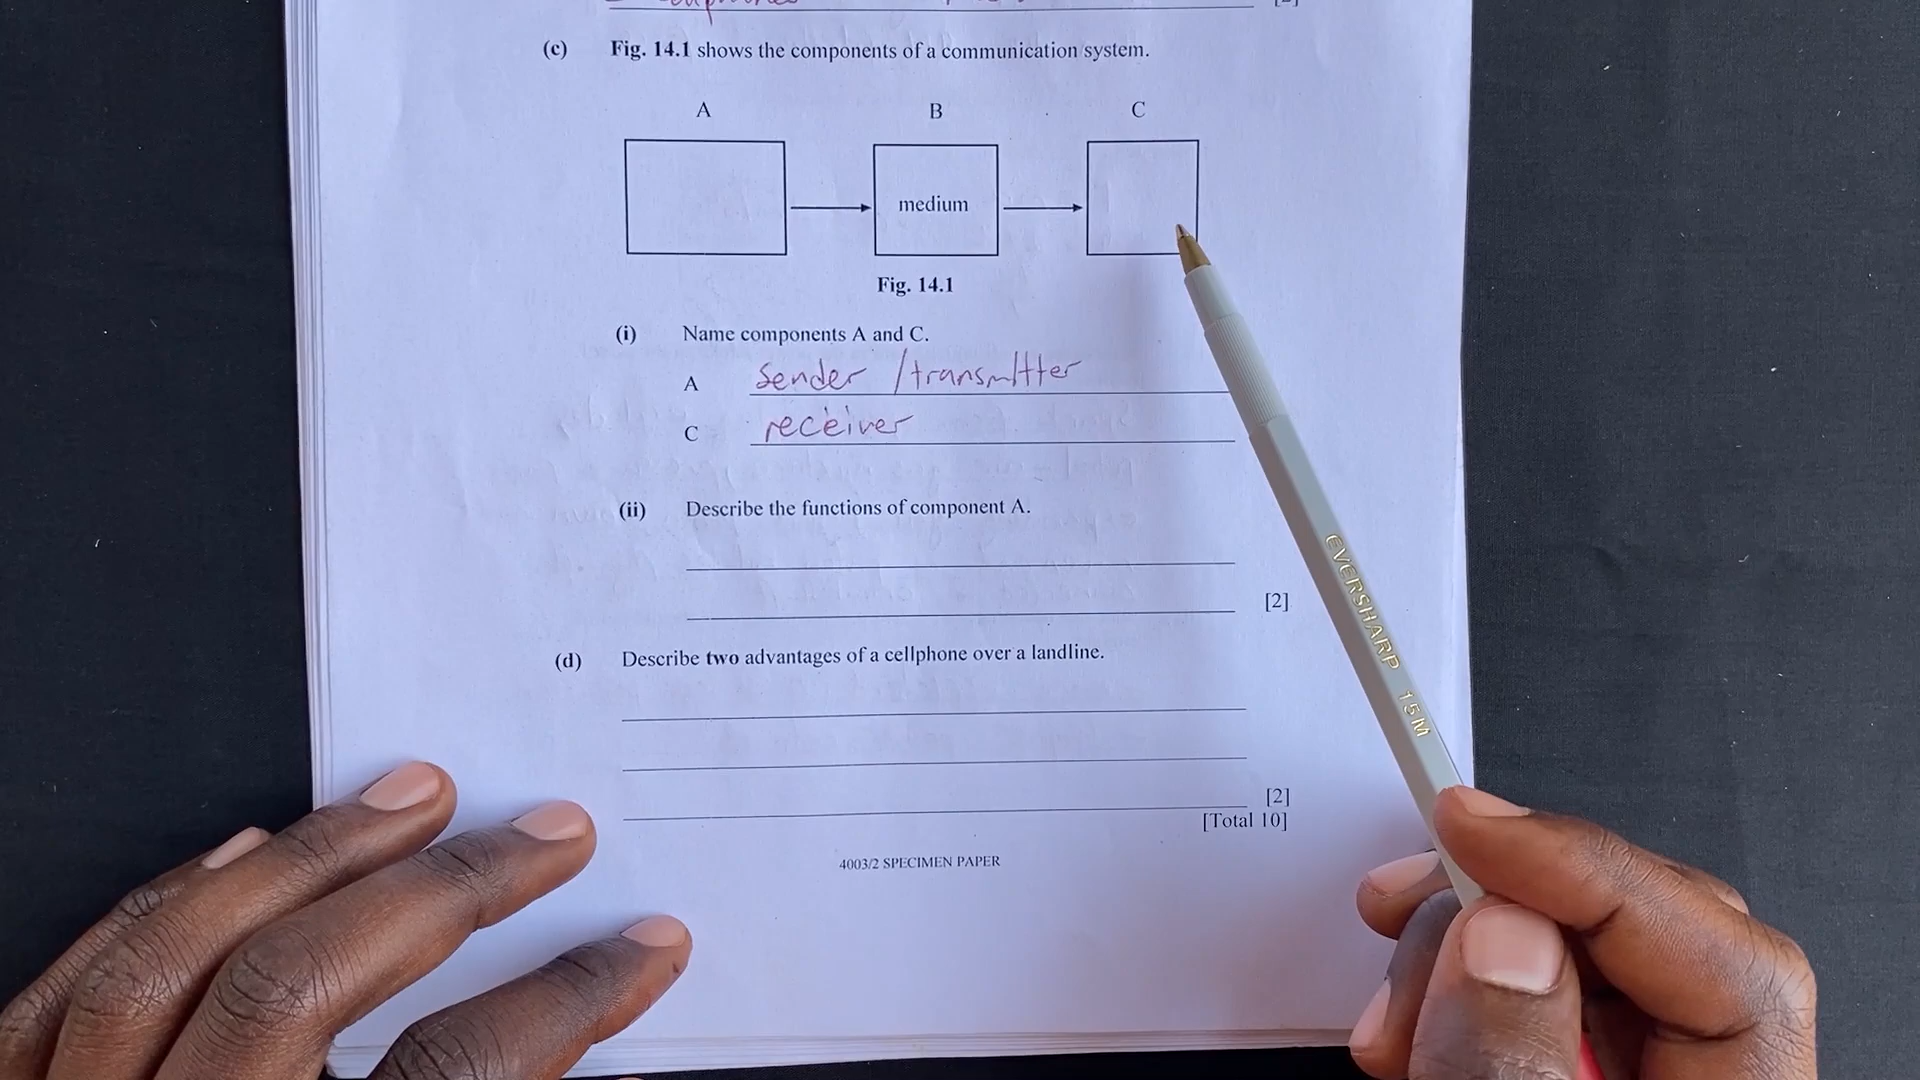 (c) Fig. 14.1 shows the components of a communication system.
A B C
medium
Fig. 14.1
(i) Name components A and C.
A sender /transmitter
C receiver
(ii) Describe the functions of component A.
[2]
(d) Describe two advantages of a cellphone over a landline.
[2]
[Total 10]
4003/2 SPECIMEN PAPER
EVERSHARP 15M